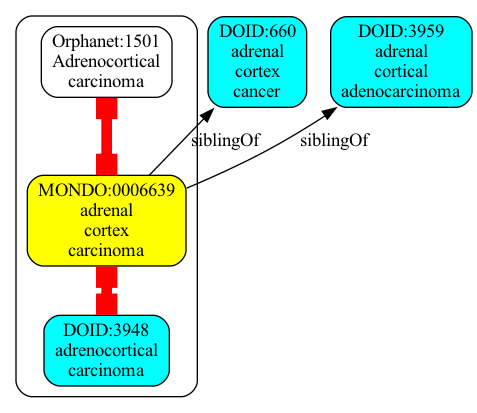 Orphanet:1501
Adrenocortical
carcinoma
DOID:660
adrenal
cortex
cancer
DOID:3959
adrenal
cortical
adenocarcinoma
siblingOf
siblingOf
MONDO:0006639
adrenal
cortex
carcinoma
DOID:3948
adrenocortical
carcinoma